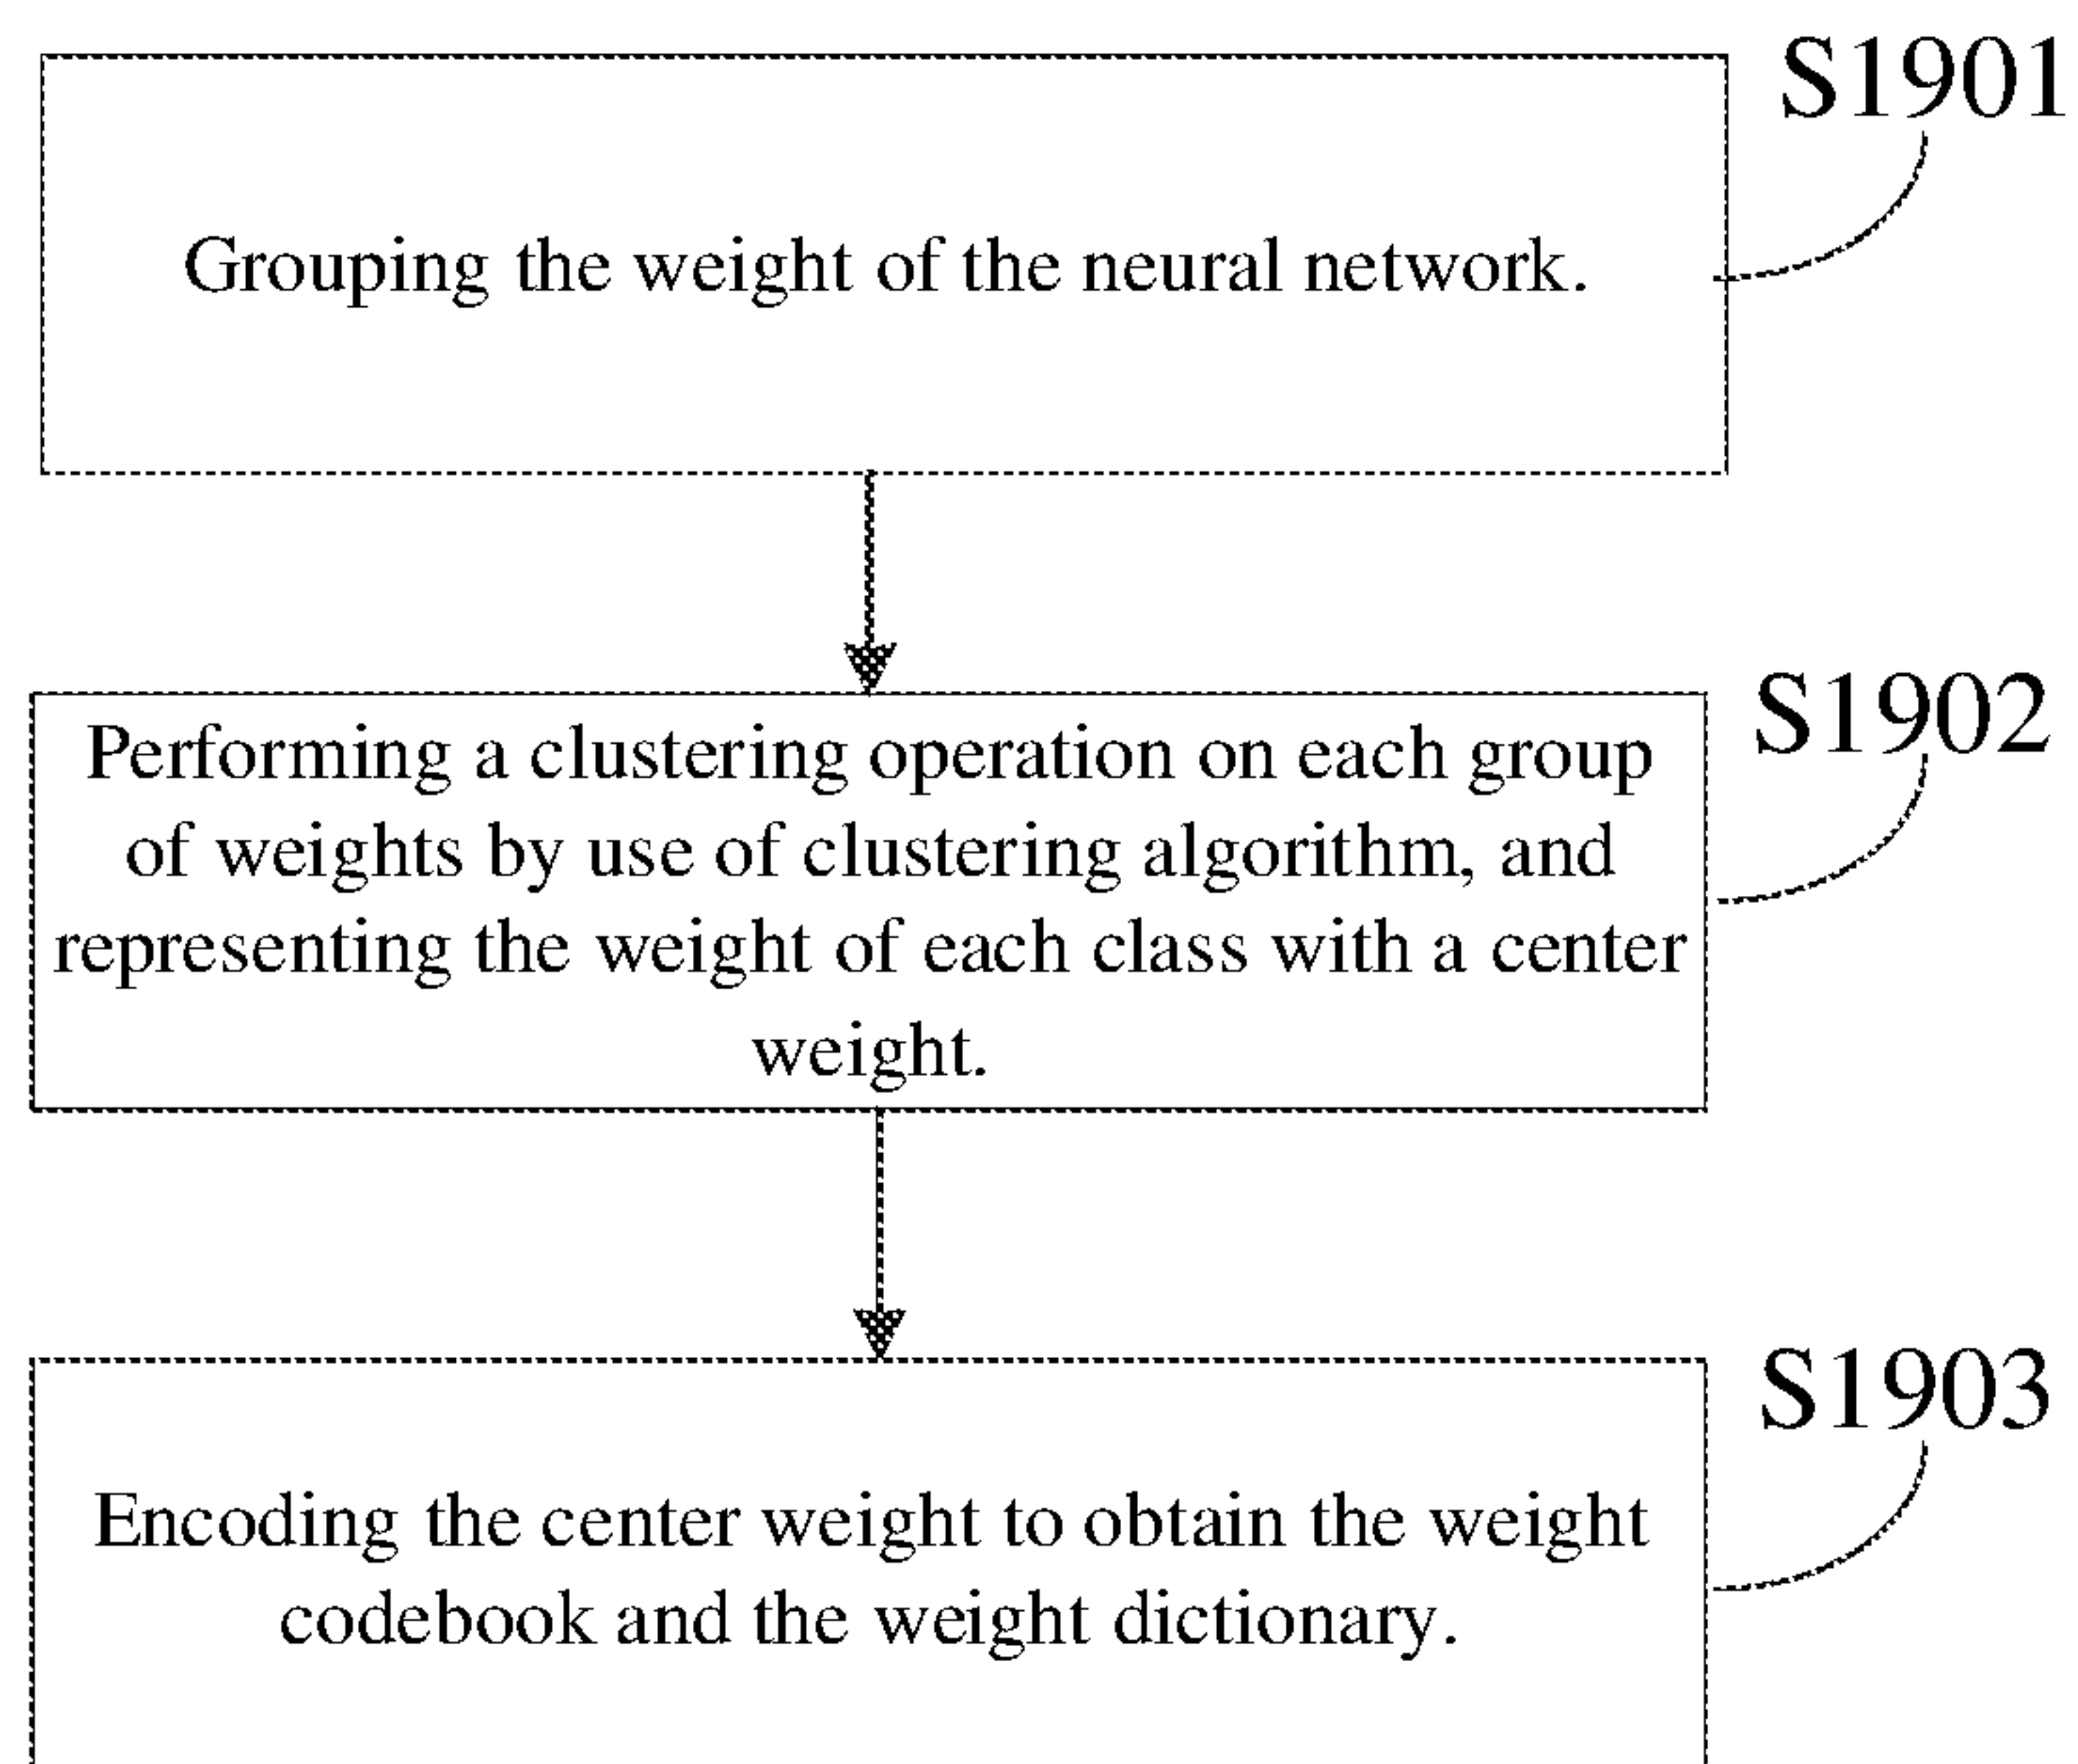 S1901
Grouping the weight of the neural network.
S1902
Performing a clustering operation on each group
of weights by use of clustering algorithm, and
representing the weight of each class with a center
weight.
S1903
Encoding the center weight to obtain the weight
codebook and the weight dictionary.